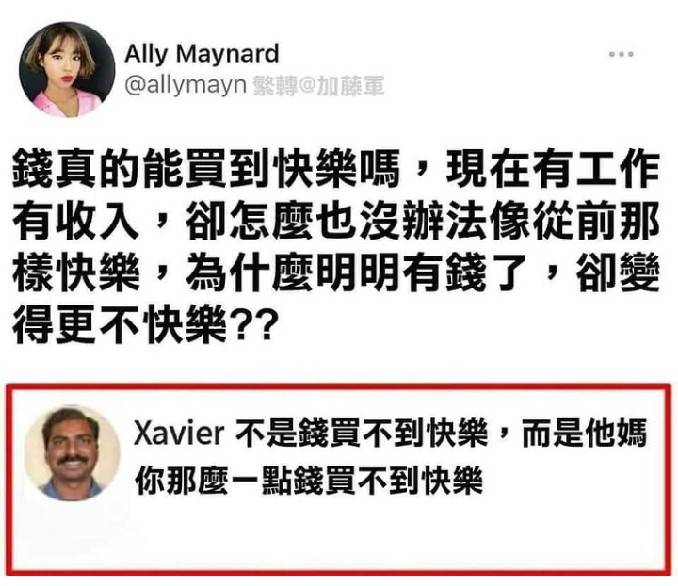 Ally Maynard
@allymayn 繁轉@加藤軍
錢真的能買到快樂嗎，現在有工作
有收入，卻怎麼也沒辦法像從前那
樣快樂，為什麼明明有錢了，卻變
得更不快樂??
Xavier 不是錢買不到快樂，而是他媽
你那麼一點錢買不到快樂